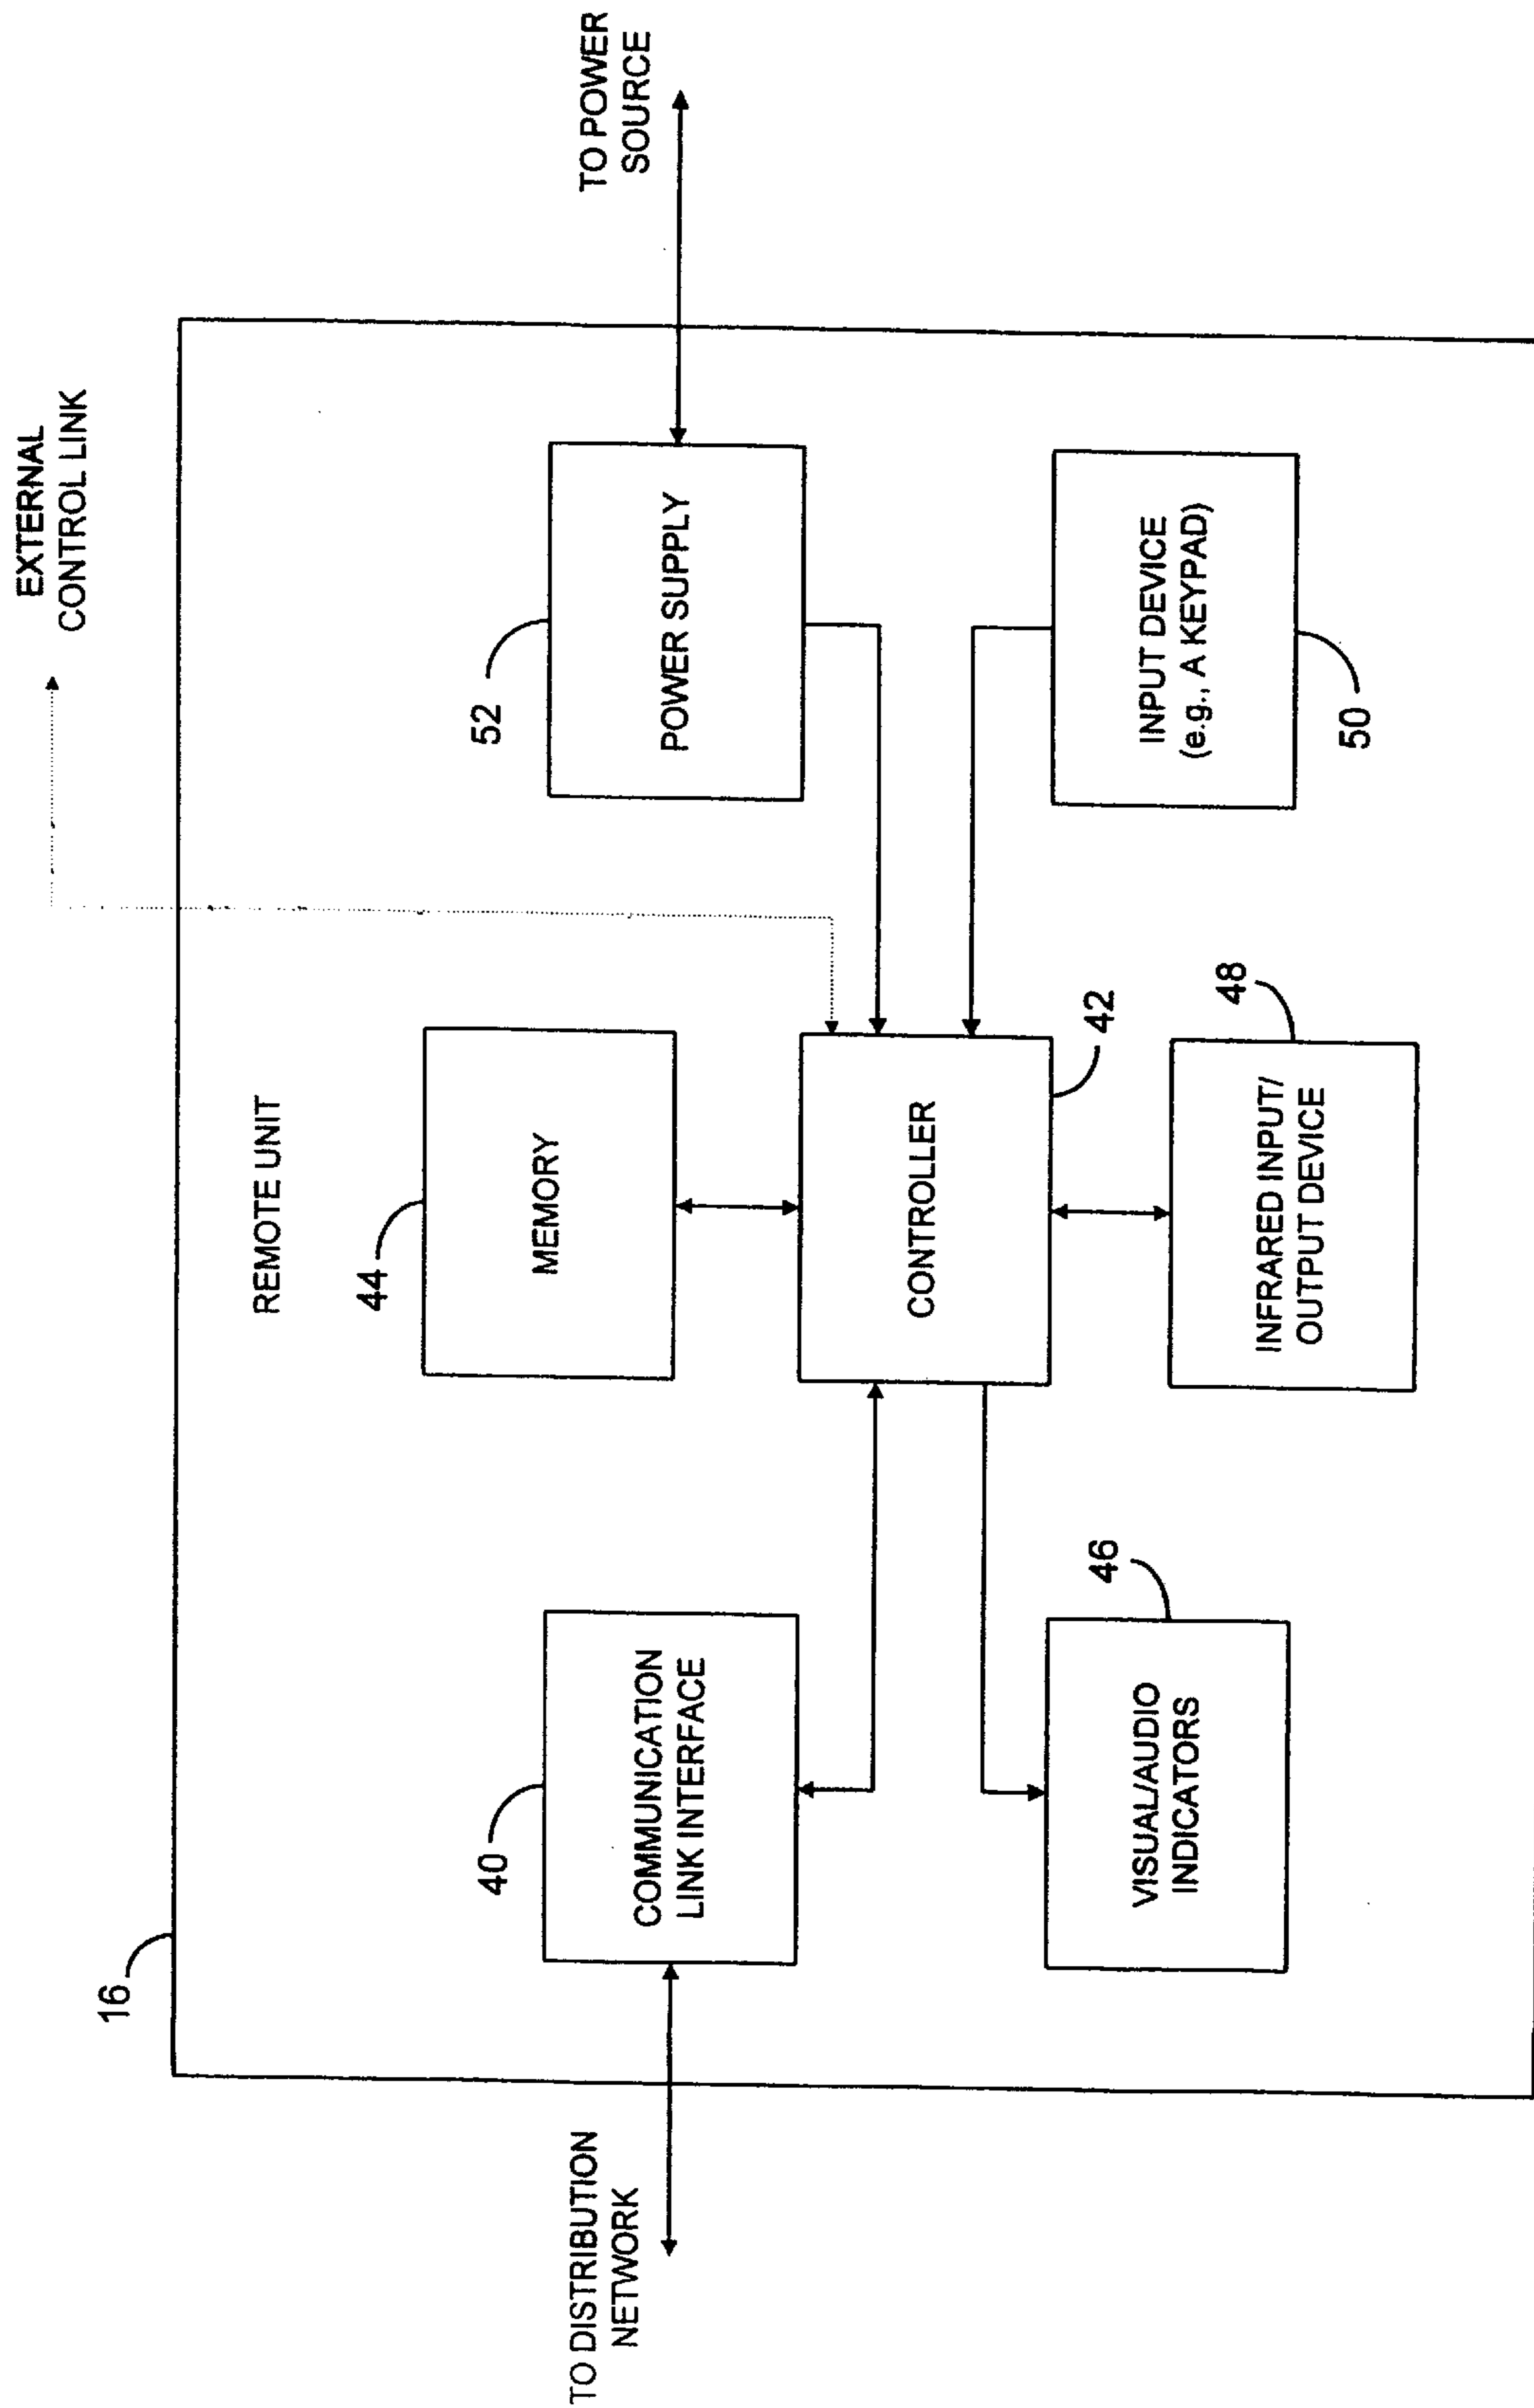 EXTERNAL
CONTROL LINK
16
REMOTE UNIT
TO DISTRIBUTION
NETWORK
40
COMMUNICATION
LINK INTERFACE
44
MEMORY
52
POWER SUPPLY
TO POWER
SOURCE
CONTROLLER
42
46
VISUAL/AUDIO
INDICATORS
48
INFRARED INPUT/
OUTPUT DEVICE
INPUT DEVICE
(e.g., A KEYPAD)
50